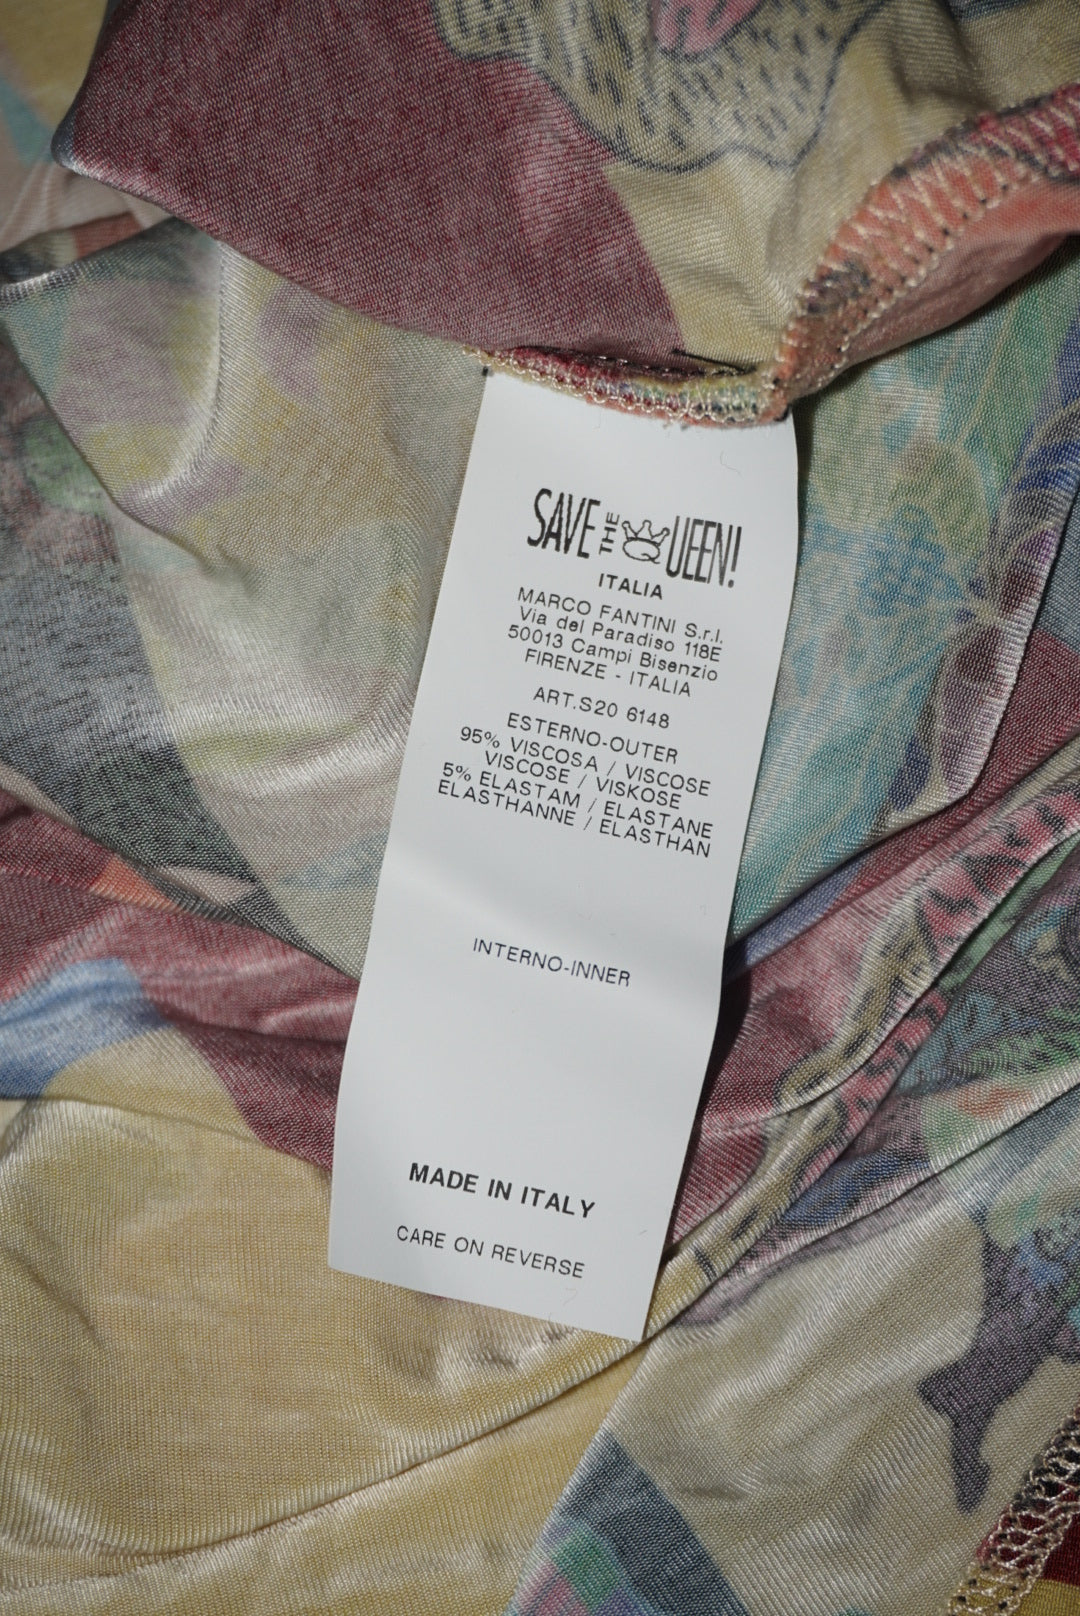 SAVE THE QUEEN!
ITALIA
MARCO FANTINI S.r.l.
Via del Paradiso 118E
50013 Campi Bisenzio
FIRENZE - ITALIA
ART.S20 6148
ESTERNO-OUTER
95% VISCOSA / VISCOSE
VISCOSE / VISKOSE
5% ELASTAM / ELASTANE
ELASTHANNE / ELASTHAN
INTERNO-INNER
MADE IN ITALY
CARE ON REVERSE